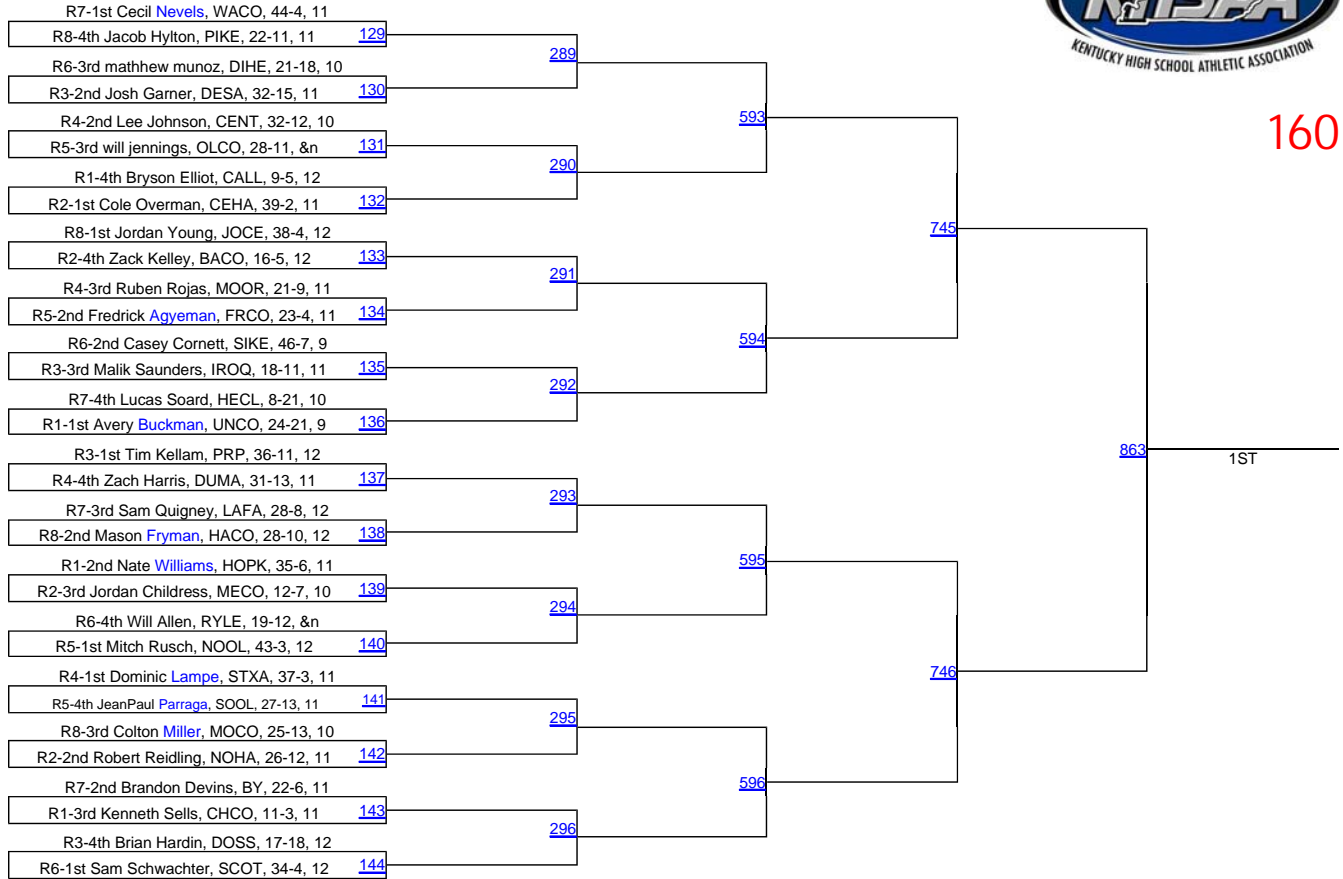 KHSAA
KENTUCKY HIGH SCHOOL ATHLETIC ASSOCIATION
160
R7-1st Cecil Nevels, WACO, 44-4, 11
R8-4th Jacob Hylton, PIKE, 22-11, 11 129
289
R6-3rd mathhew munoz, DIHE, 21-18, 10
R3-2nd Josh Garner, DESA, 32-15, 11 130
593
R4-2nd Lee Johnson, CENT, 32-12, 10
R5-3rd will jennings, OLCO, 28-11, &n 131
290
R1-4th Bryson Elliot, CALL, 9-5, 12
R2-1st Cole Overman, CEHA, 39-2, 11 132
745
R8-1st Jordan Young, JOCE, 38-4, 12
R2-4th Zack Kelley, BACO, 16-5, 12 133
291
R4-3rd Ruben Rojas, MOOR, 21-9, 11
R5-2nd Fredrick Agyeman, FRCO, 23-4, 11 134
594
R6-2nd Casey Cornett, SIKE, 46-7, 9
R3-3rd Malik Saunders, IROQ, 18-11, 11 135
292
R7-4th Lucas Soard, HECL, 8-21, 10
R1-1st Avery Buckman, UNCO, 24-21, 9 136
863 1ST
R3-1st Tim Kellam, PRP, 36-11, 12
R4-4th Zach Harris, DUMA, 31-13, 11 137
293
R7-3rd Sam Quigney, LAFA, 28-8, 12
R8-2nd Mason Fryman, HACO, 28-10, 12 138
595
R1-2nd Nate Williams, HOPK, 35-6, 11
R2-3rd Jordan Childress, MECO, 12-7, 10 139
294
R6-4th Will Allen, RYLE, 19-12, &n
R5-1st Mitch Rusch, NOOL, 43-3, 12 140
746
R4-1st Dominic Lampe, STXA, 37-3, 11
R5-4th JeanPaul Parraga, SOOL, 27-13, 11 141
295
R8-3rd Colton Miller, MOCO, 25-13, 10
R2-2nd Robert Reidling, NOHA, 26-12, 11 142
596
R7-2nd Brandon Devins, BY, 22-6, 11
R1-3rd Kenneth Sells, CHCO, 11-3, 11 143
296
R3-4th Brian Hardin, DOSS, 17-18, 12
R6-1st Sam Schwachter, SCOT, 34-4, 12 144